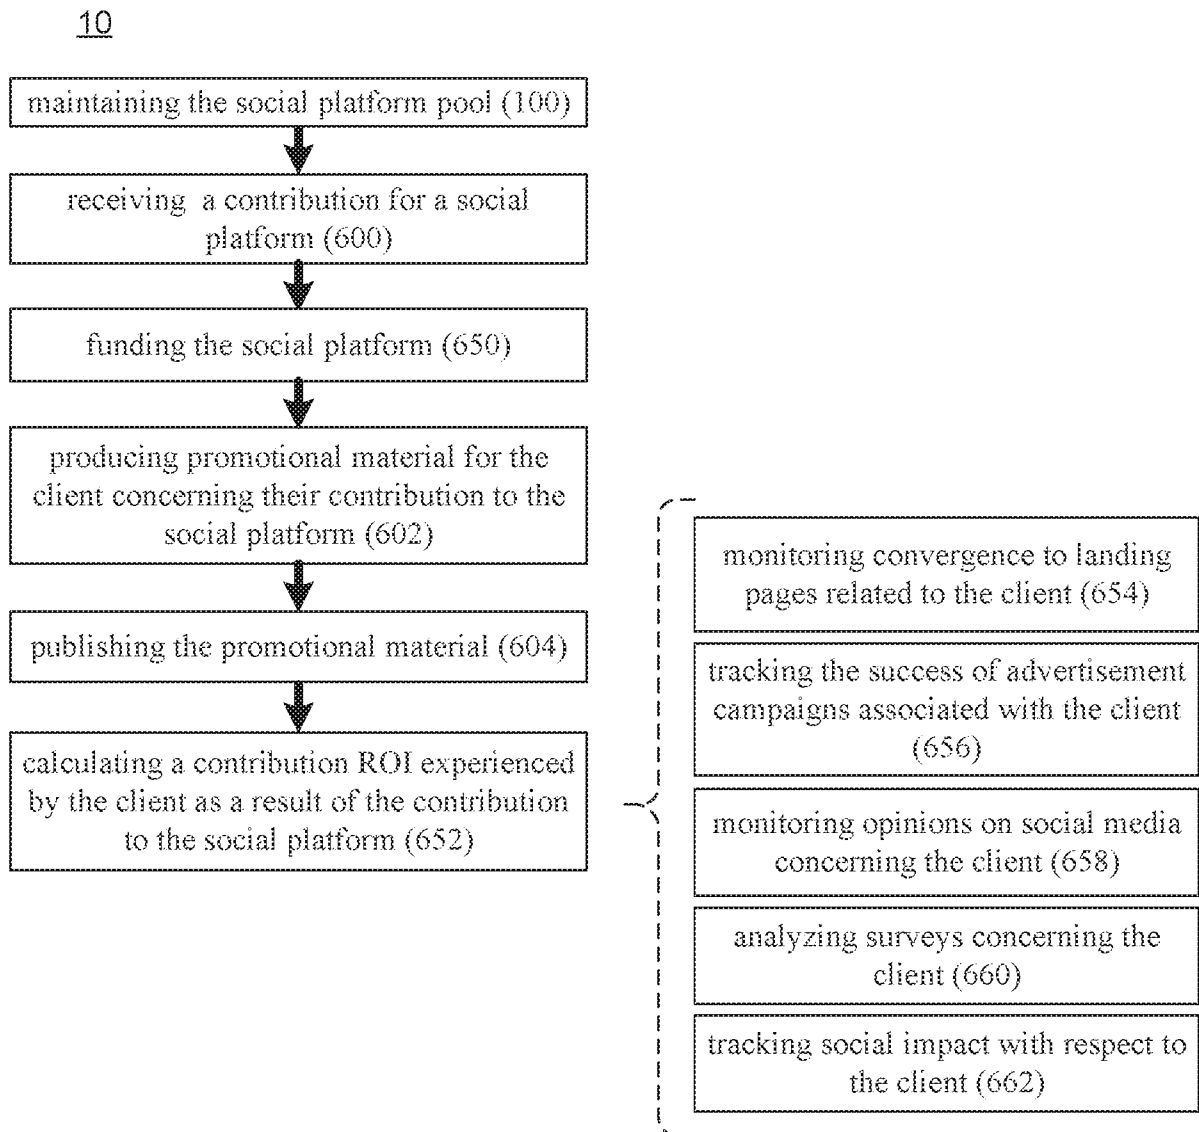 10
maintaining the social platform pool (100)
receiving a contribution for a social
platform (600)
funding the social platform (650)
producing promotional material for the
client concerning their contribution to the
social platform (602)
publishing the promotional material (604)
calculating a contribution ROI experienced
by the client as a result of the contribution
to the social platform (652)
monitoring convergence to landing
pages related to the client (654)
tracking the success of advertisement
campaigns associated with the client
(656)
monitoring opinions on social media
concerning the client (658)
analyzing surveys concerning the
client (660)
tracking social impact with respect to
the client (662)